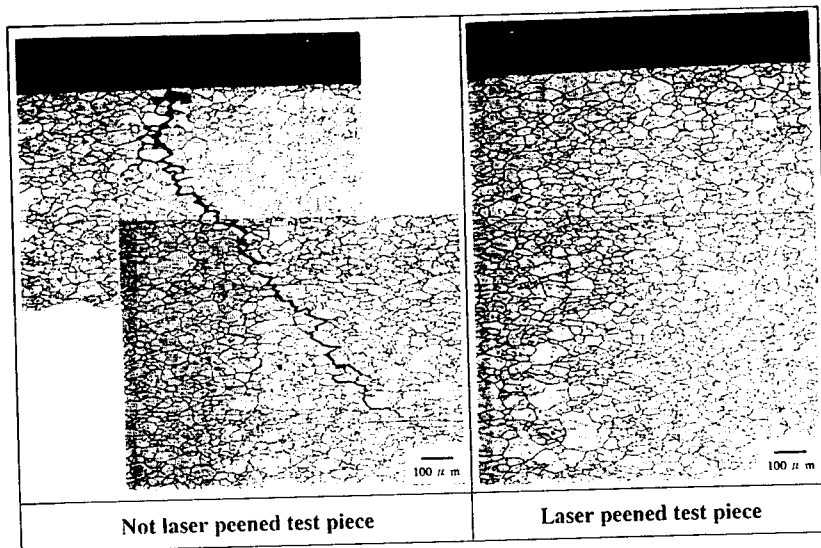 100 μ m
100 μ m
Not laser peened test piece
Laser peened test piece